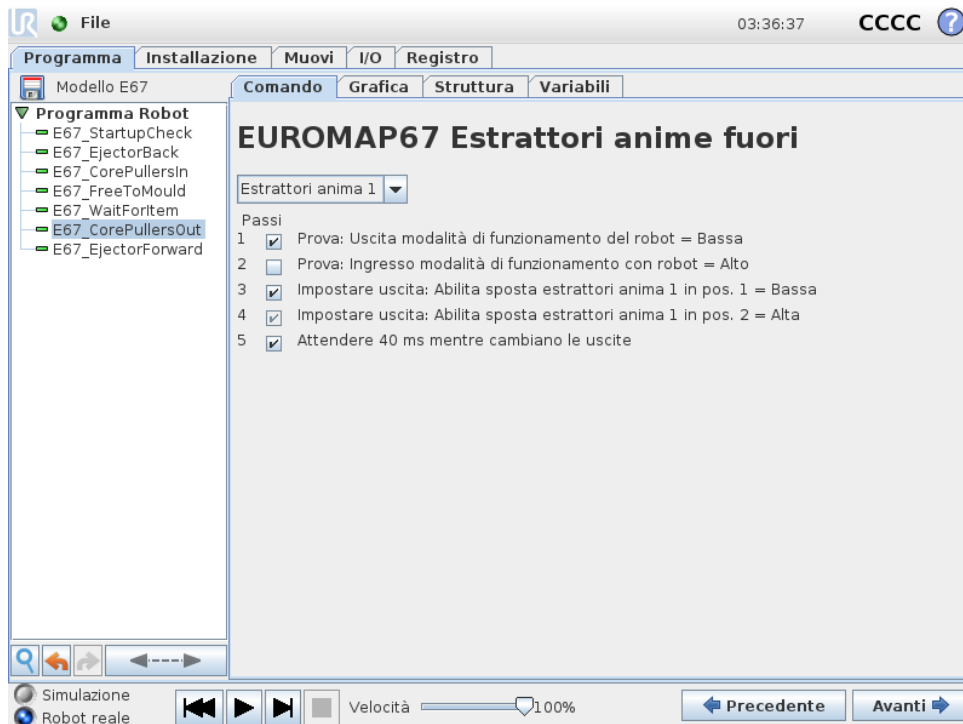 UR File 03:36:37 CCCC ?
Programma Installazione Muovi I/O Registro
Modello E67 Comando Grafica Struttura Variabili
Programma Robot
E67_StartupCheck
E67_EjectorBack
E67_CorePullersIn
E67_FreeToMould
E67_WaitForItem
E67_CorePullersOut
E67_EjectorForward
EUROMAP67 Estrattori anime fuori
Estrattori anima 1
Passi
1 Prova: Uscita modalità di funzionamento del robot = Bassa
2 Prova: Ingresso modalità di funzionamento con robot = Alto
3 Impostare uscita: Abilita sposta estrattori anima 1 in pos. 1 = Bassa
4 Impostare uscita: Abilita sposta estrattori anima 1 in pos. 2 = Alta
5 Attendere 40 ms mentre cambiano le uscite
Simulazione
Robot reale
Velocità 100% Precedente Avanti